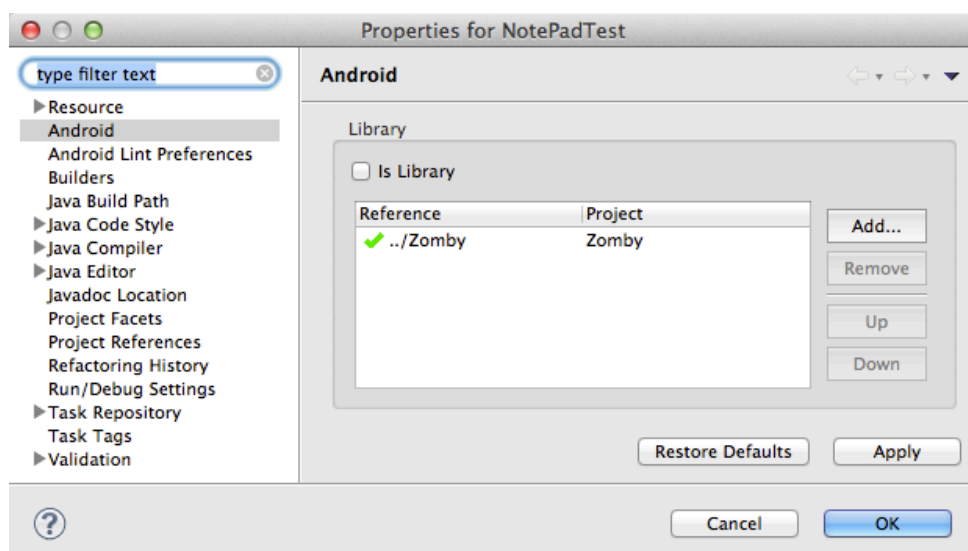 Properties for NotePadTest
type filter text
Resource
Android
Android Lint Preferences
Builders
Java Build Path
Java Code Style
Java Compiler
Java Editor
Javadoc Location
Project Facets
Project References
Refactoring History
Run/Debug Settings
Task Repository
Task Tags
Validation
Android
Library
Is Library
Reference Project
../Zomby Zomby
Add...
Remove
Up
Down
Restore Defaults Apply
? Cancel OK